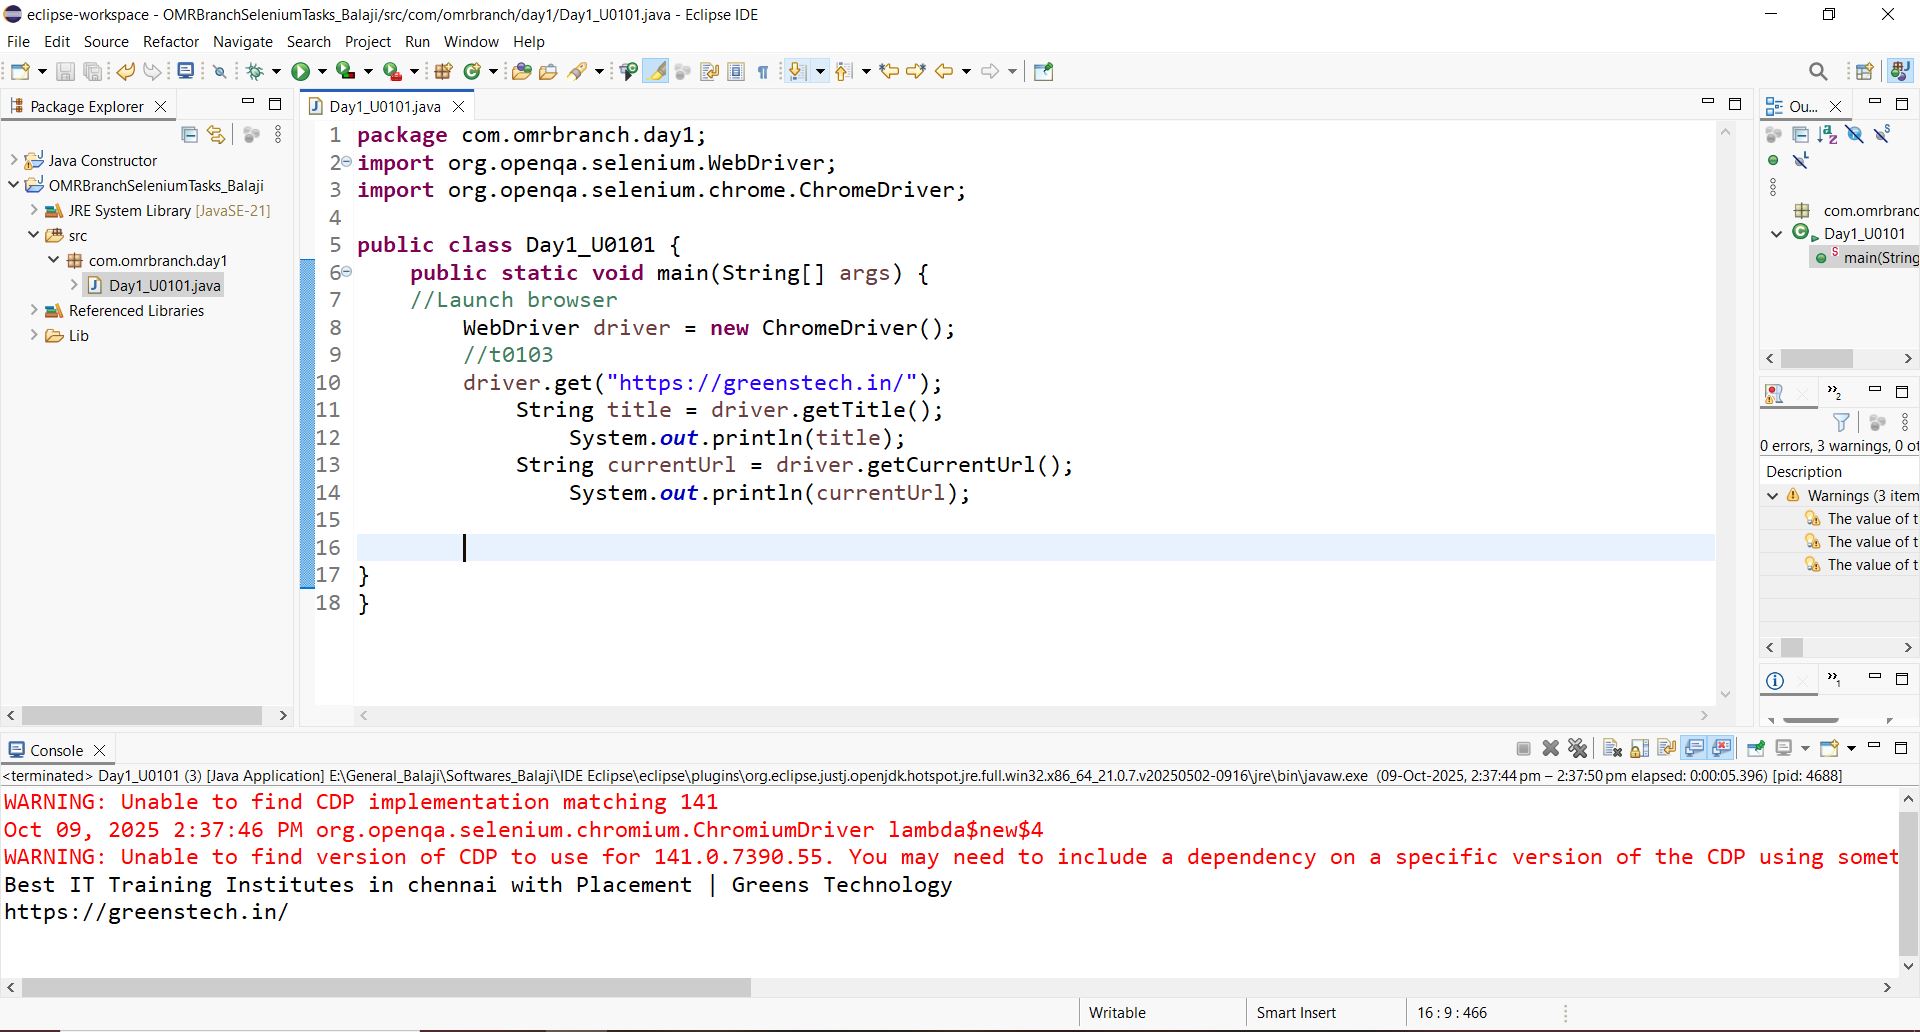 eclipse-workspace - OMRBranchSeleniumTasks_Balaji/src/com/omrbranch/day1/Day1_U0101.java - Eclipse IDE
File Edit Source Refactor Navigate Search Project Run Window Help
Package Explorer
Java Constructor
OMRBranchSeleniumTasks_Balaji
JRE System Library [JavaSE-21]
src
com.omrbranch.day1
Day1_U0101.java
Referenced Libraries
Lib
Day1_U0101.java
1 package com.omrbranch.day1;
2 import org.openqa.selenium.WebDriver;
3 import org.openqa.selenium.chrome.ChromeDriver;
4
5 public class Day1_U0101 {
6 public static void main(String[] args) {
7 //Launch browser
8 WebDriver driver = new ChromeDriver();
9 //t0103
10 driver.get("https://greenstech.in/");
11 String title = driver.getTitle();
12 System.out.println(title);
13 String currentUrl = driver.getCurrentUrl();
14 System.out.println(currentUrl);
15
16
17 }
18 }
Ou...
com.omrbranc
Day1_U0101
main(String
0 errors, 3 warnings, 0 ot
Description
Warnings (3 item
The value of t
The value of t
The value of t
Console
<terminated> Day1_U0101 (3) [Java Application] E:\General_Balaji\Softwares_Balaji\IDE Eclipse\eclipse\plugins\org.eclipse.justj.openjdk.hotspot.jre.full.win32.x86_64_21.0.7.v20250502-0916\jre\bin\javaw.exe (09-Oct-2025, 2:37:44 pm – 2:37:50 pm elapsed: 0:00:05.396) [pid: 4688]
WARNING: Unable to find CDP implementation matching 141
Oct 09, 2025 2:37:46 PM org.openqa.selenium.chromium.ChromiumDriver lambda$new$4
WARNING: Unable to find version of CDP to use for 141.0.7390.55. You may need to include a dependency on a specific version of the CDP using somet
Best IT Training Institutes in chennai with Placement | Greens Technology
https://greenstech.in/
Writable Smart Insert 16 : 9 : 466